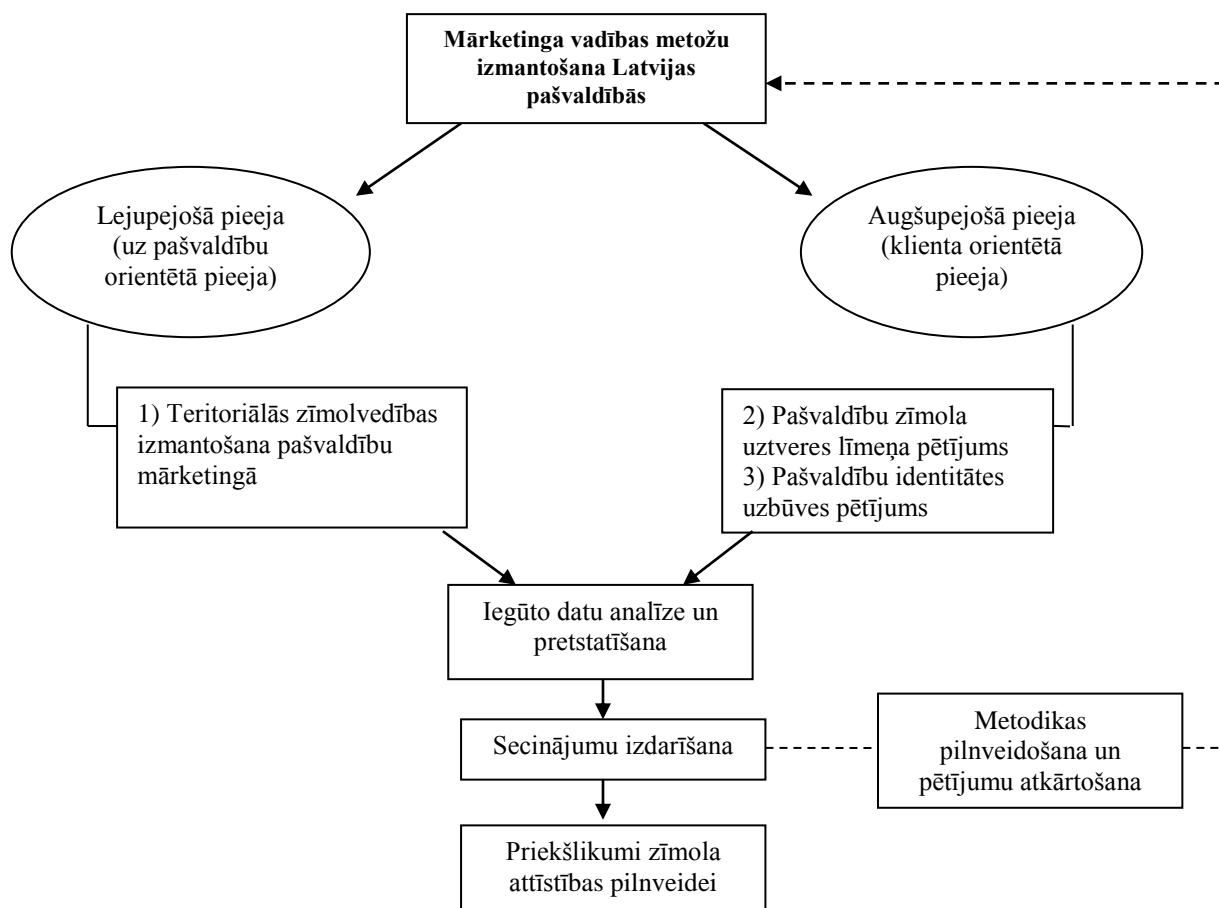 Mārketinga vadības metožu
izmantošana Latvijas
pašvaldībās
Lejupejošā pieeja
(uz pašvaldību
orientētā pieeja)
Augšupejošā pieeja
(klienta orientētā
pieeja)
1) Teritoriālās zīmolvedības
izmantošana pašvaldību
mārketingā
2) Pašvaldību zīmola
uztveres līmeņa pētījums
3) Pašvaldību identitātes
uzbūves pētījums
Iegūto datu analīze un
pretstatīšana
Secinājumu izdarīšana
Metodikas
pilnveidošana un
pētījumu atkārtošana
Priekšlikumi zīmola
attīstības pilnveidei